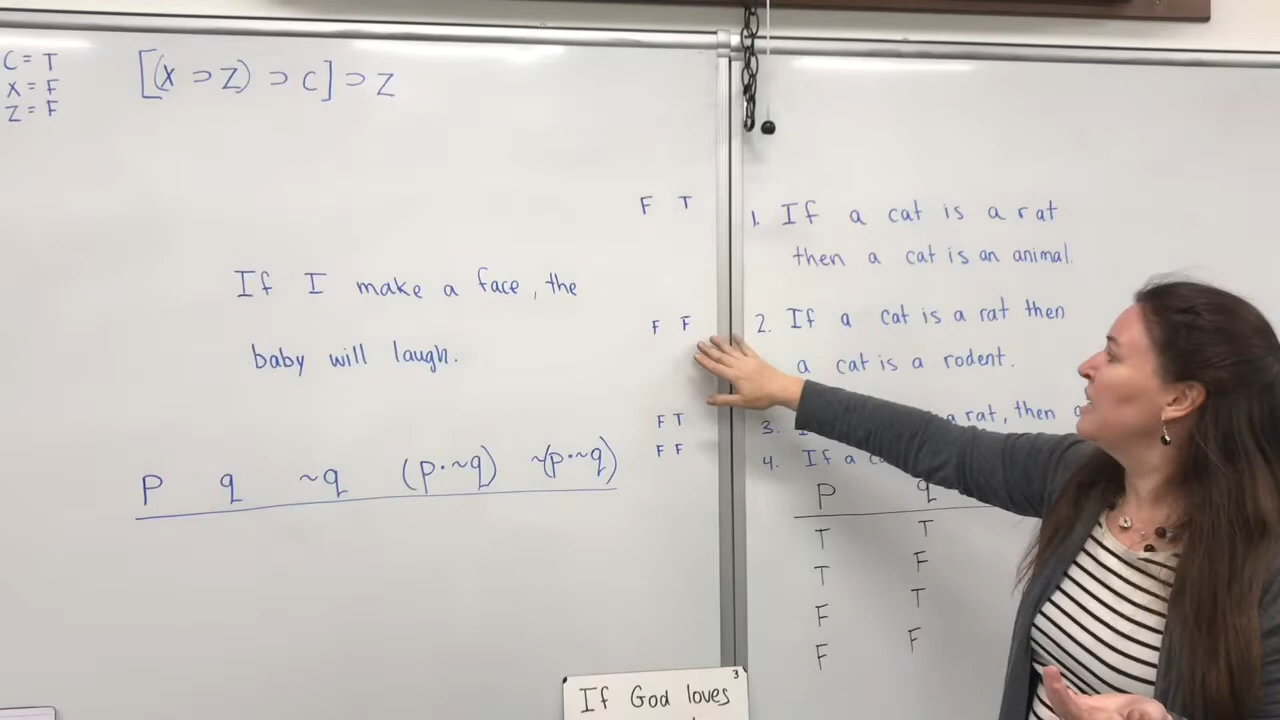 C = T
X = F
Z = F
[(X ⊃ Z) ⊃ C] ⊃ Z
If I make a face, the
baby will laugh.
P q ~q (p·~q) ~(p·~q)
F T
F F
F T
F F
1. If a cat is a rat
then a cat is an animal.
2. If a cat is a rat then
a cat is a rodent.
3. a rat, then
4. If a
P q
T T
T F
F T
F F
3
If God loves